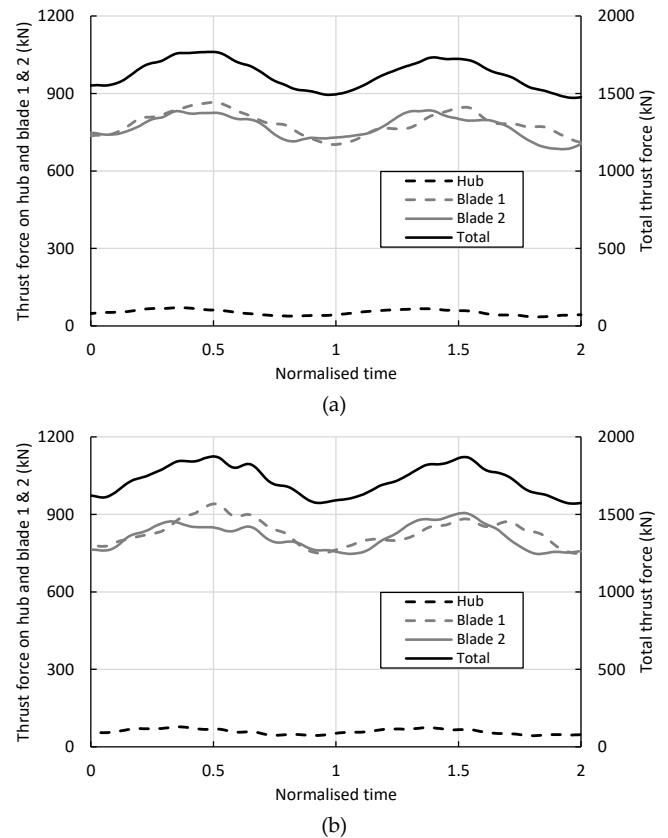 Thrust force on hub and blade 1 & 2 (kN)
1200
900
600
300
0
2000
1500
1000
500
0
Total thrust force (kN)
Hub
Blade 1
Blade 2
Total
0
0.5
1
1.5
2
Normalised time
(a)
Thrust force on hub and blade 1 & 2 (kN)
1200
900
600
300
0
2000
1500
1000
500
0
Total thrust force (kN)
Hub
Blade 1
Blade 2
Total
0
0.5
1
1.5
2
Normalised time
(b)